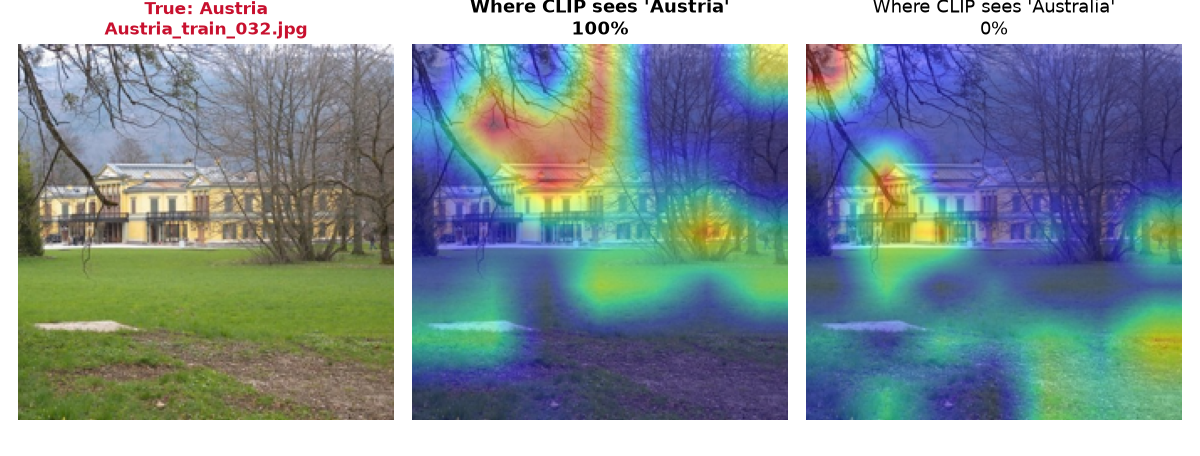 True: Austria
Austria_train_032.jpg
Where CLIP sees 'Austria'
100%
Where CLIP sees 'Australia'
0%